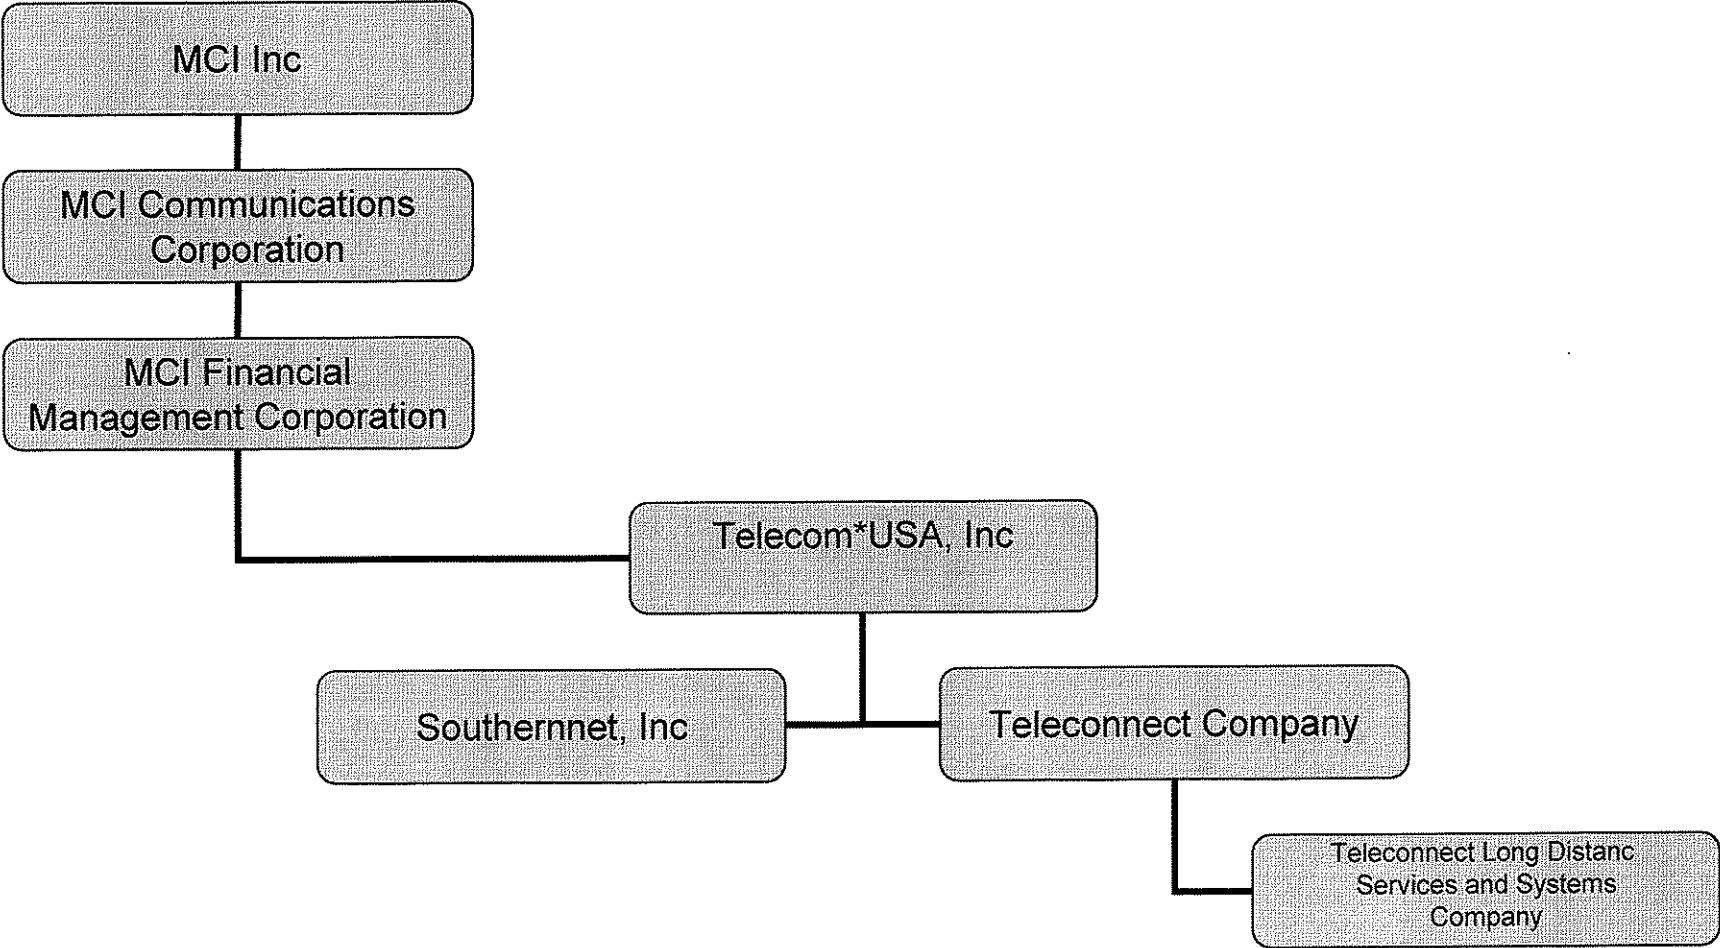 MCI Inc
MCI Communications
Corporation
MCI Financial
Management Corporation
Telecom*USA, Inc
Southernnet, Inc
Teleconnect Company
Teleconnect Long Distanc
Services and Systems
Company